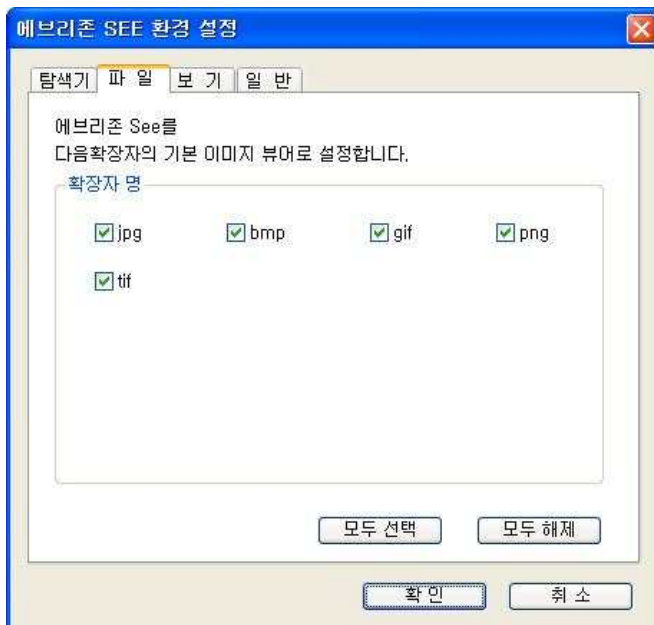 에브리존 SEE 환경 설정
탐색기 파 일 보 기 일 반
에브리존 See를
다음확장자의 기본 이미지 뷰어로 설정합니다.
확장자 명
jpg bmp gif png
tif
모두 선택 모두 해제
확 인 취 소